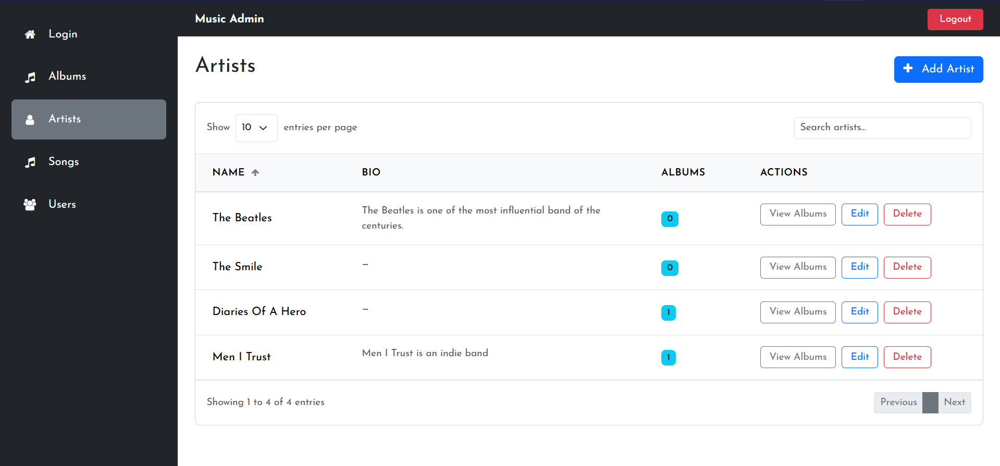 Login
Albums
Artists
Songs
Users
Music Admin
Logout
Artists
Add Artist
Show 10 entries per page
Search artists...
NAME BIO ALBUMS ACTIONS
The Beatles
The Beatles is one of the most influential band of the
centuries.
0
View Albums Edit Delete
The Smile – 0 View Albums Edit Delete
Diaries Of A Hero – 1 View Albums Edit Delete
Men I Trust Men I Trust is an indie band 1 View Albums Edit Delete
Showing 1 to 4 of 4 entries
Previous Next